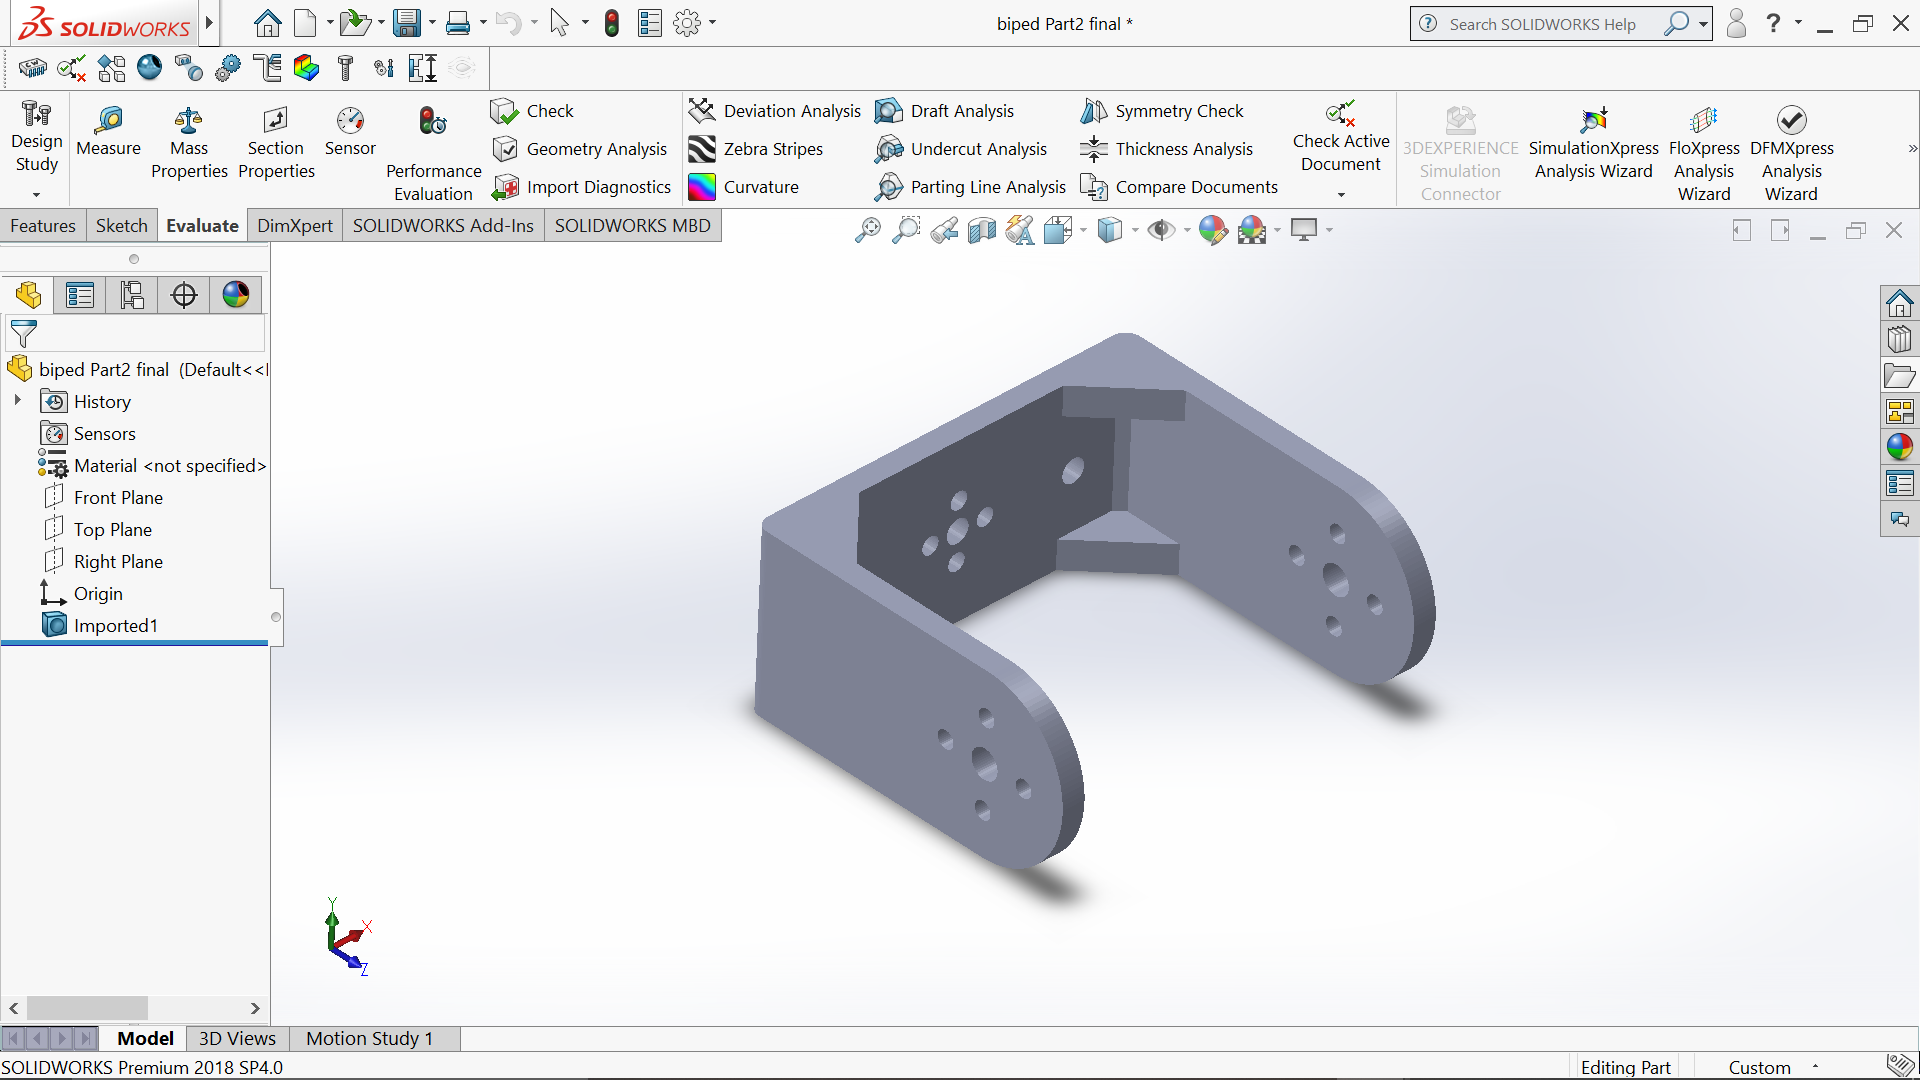 SOLIDWORKS
biped Part2 final *
Search SOLIDWORKS Help
?
Design Study
Measure
Mass Properties
Section Properties
Sensor
Performance Evaluation
Check
Geometry Analysis
Import Diagnostics
Deviation Analysis
Zebra Stripes
Curvature
Draft Analysis
Undercut Analysis
Parting Line Analysis
Symmetry Check
Thickness Analysis
Compare Documents
Check Active Document
3DEXPERIENCE Simulation Connector
SimulationXpress Analysis Wizard
FloXpress Analysis Wizard
DFMXpress Analysis Wizard
Features
Sketch
Evaluate
DimXpert
SOLIDWORKS Add-Ins
SOLIDWORKS MBD
biped Part2 final (Default<<
History
Sensors
Material <not specified>
Front Plane
Top Plane
Right Plane
Origin
Imported1
Y
X
Z
Model
3D Views
Motion Study 1
SOLIDWORKS Premium 2018 SP4.0
Editing Part
Custom